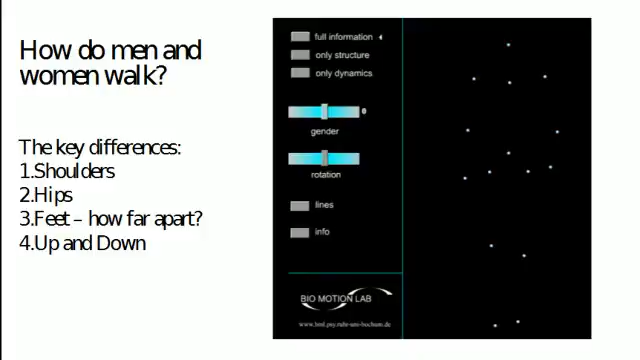 How do men and
women walk?
The key differences:
1.Shoulders
2.Hips
3.Feet – how far apart?
4.Up and Down
full information
only structure
only dynamics
gender
rotation
lines
info
BIO MOTION LAB
www.bml.psy.ruhr-uni-bochum.de